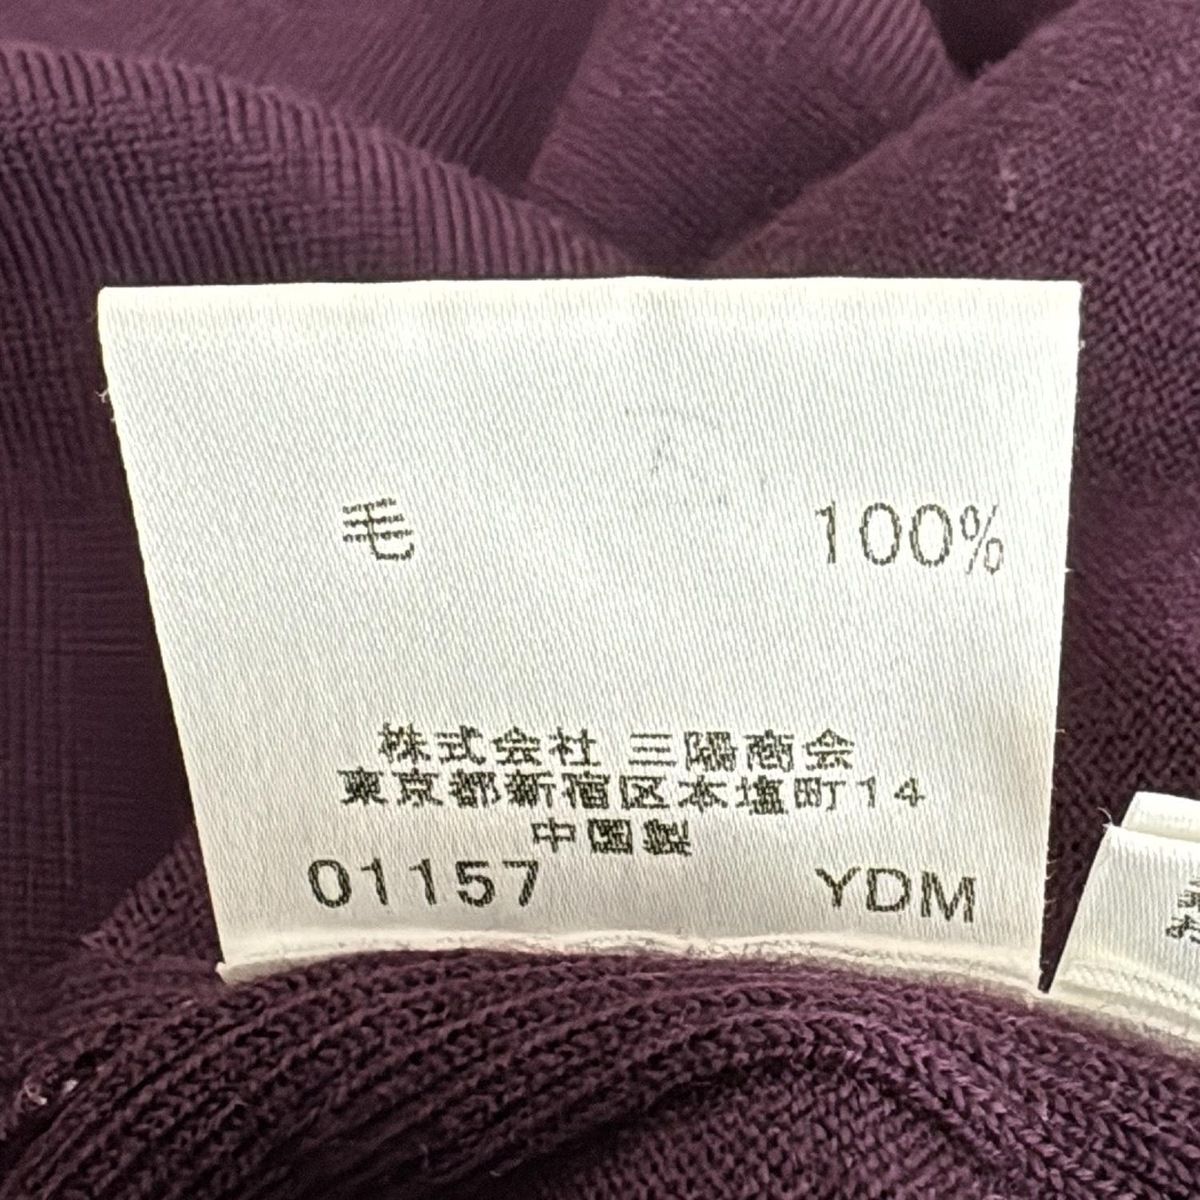 毛 100%
株式会社 三陽商会
東京都新宿区本塩町14
中国製
01157 YDM